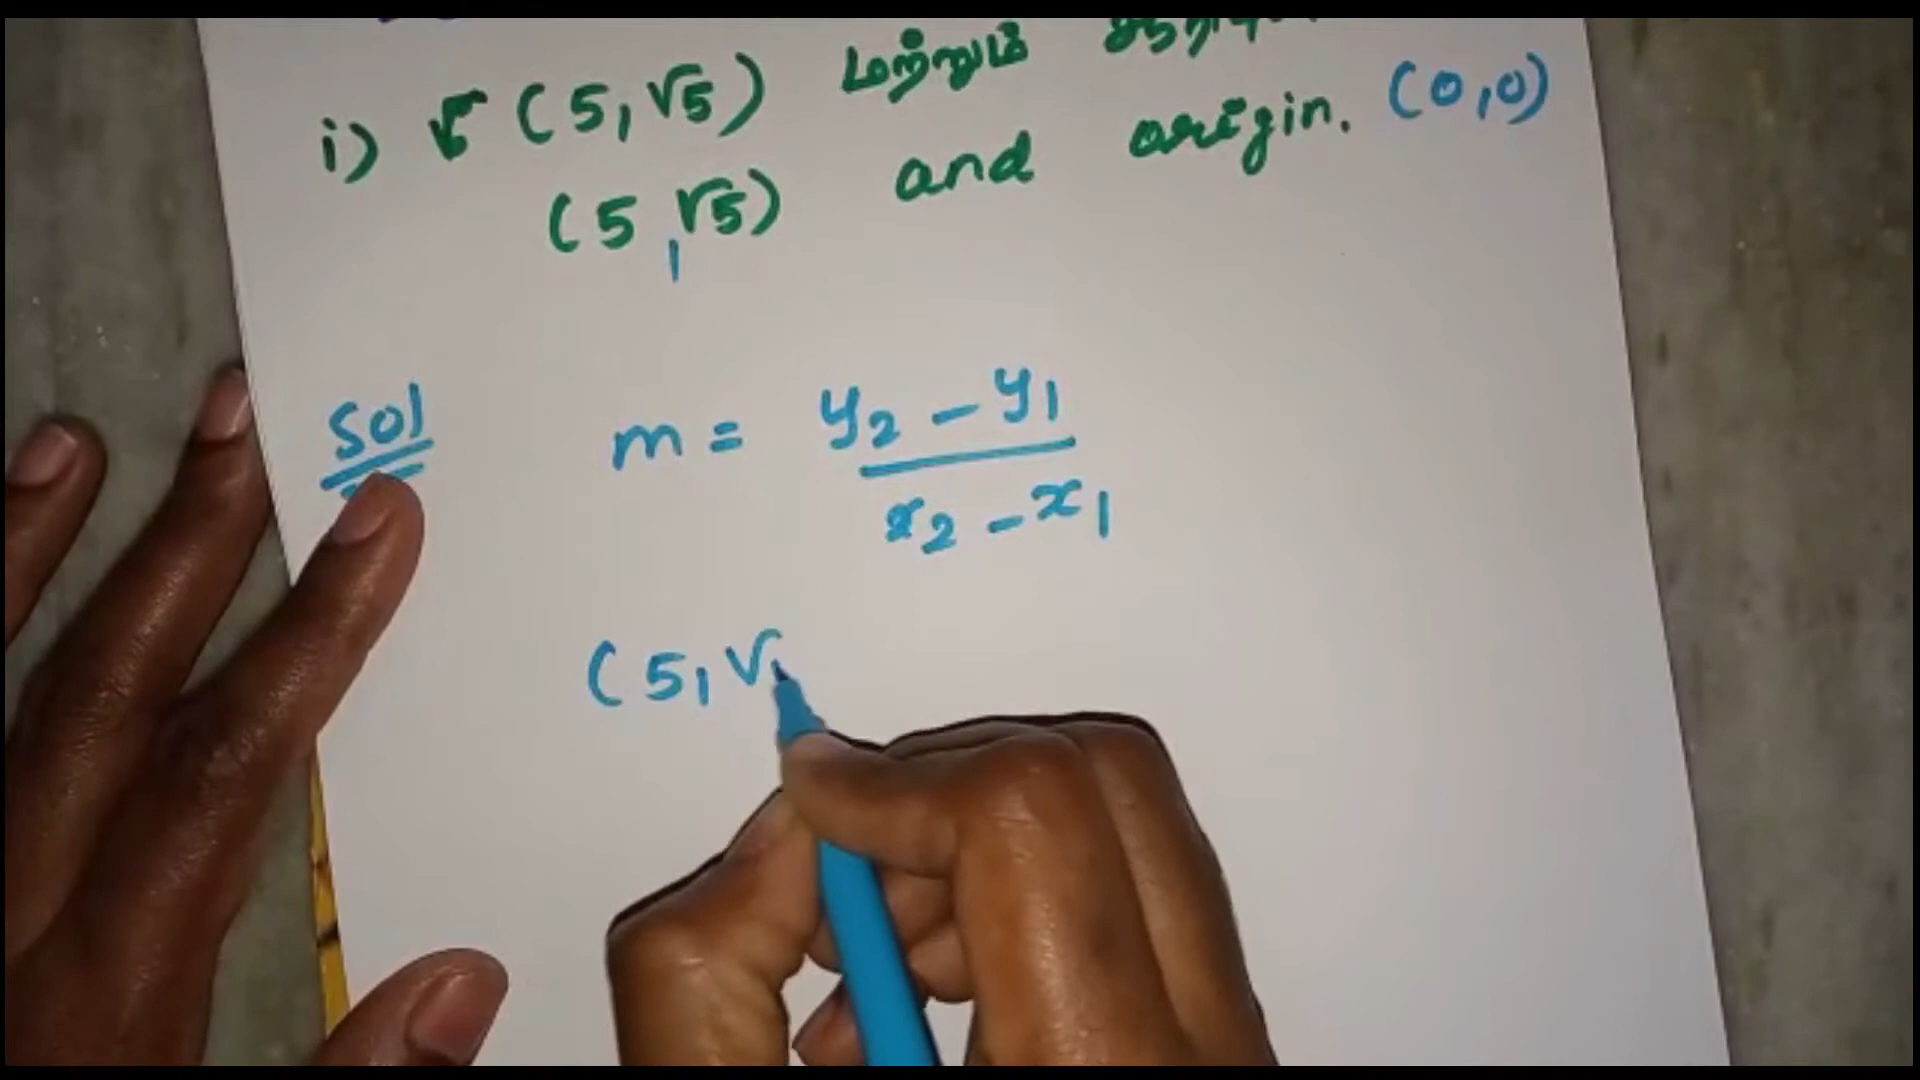 i) (5,√5) மற்றும்
(5,√5) and origin. (0,0)
Sol m = y₂ - y₁
x₂ - x₁
(5,√